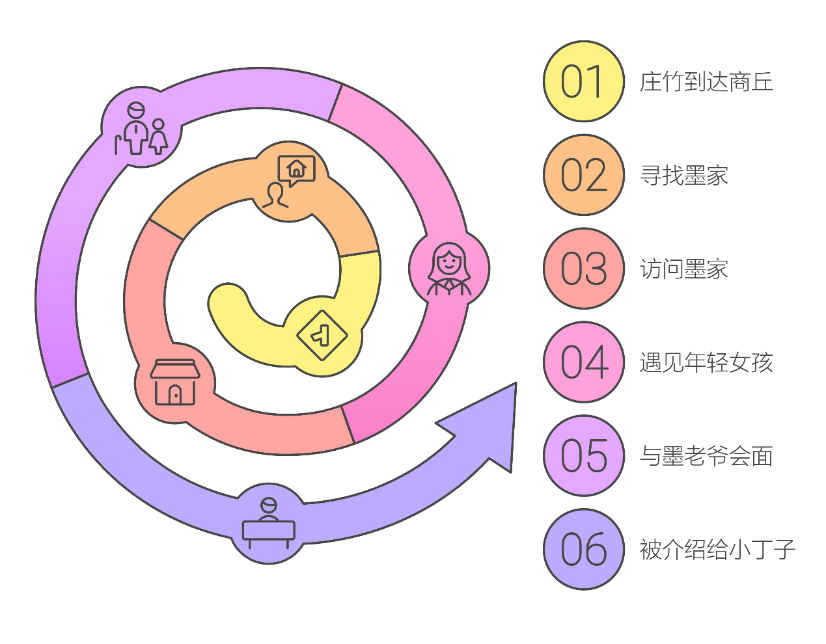 01
庄竹到达商丘
02
寻找墨家
03
访问墨家
04
遇见年轻女孩
05
与墨老爷会面
06
被介绍给小丁子